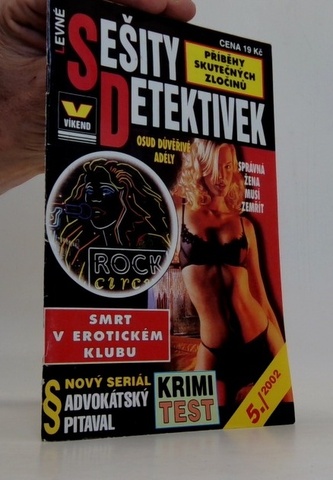 LEVNÉ
CENA 19 Kč
SEŠITY
DETEKTIVEK
PŘÍBĚHY
SKUTEČNÝCH
ZLOČINŮ
V
VÍKEND
OSUD DŮVĚŘIVÉ
ADÉLY
SPRÁVNÁ
ŽENA
MUSÍ
ZEMŘÍT
ROCK
circu
SMRT
V EROTICKÉM
KLUBU
§ NOVÝ SERIÁL
ADVOKÁTSKÝ
PITAVAL
KRIMI
TEST
5./2002